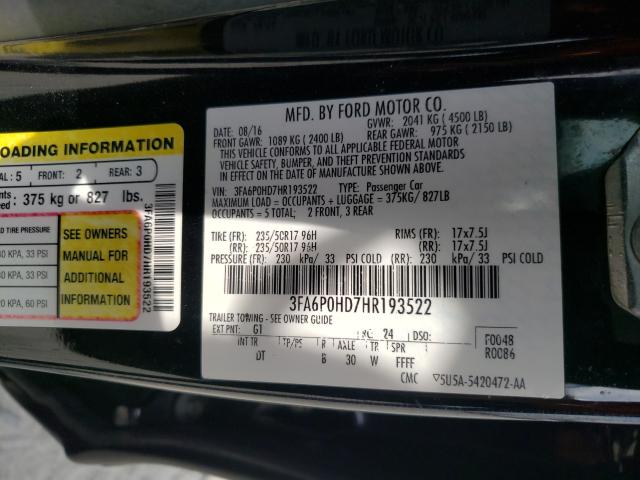 OADING INFORMATION
TAL: 5 FRONT: 2 REAR: 3
375 kg or 827 lbs.
TIRE PRESSURE
KPA, 33 PSI
KPA, 33 PSI
KPA, 60 PSI
SEE OWNERS
MANUAL FOR
ADDITIONAL
INFORMATION
3FA6P0HD7HR193522
MFD. BY FORD MOTOR CO.
08/16 GVWR: 2041 KG ( 4500 LB)
FRONT GAWR: 1089 KG ( 2400 LB) REAR GAWR: 975 KG ( 2150 LB)
THIS VEHICLE CONFORMS TO ALL APPLICABLE FEDERAL MOTOR
VEHICLE SAFETY, BUMPER, AND THEFT PREVENTION STANDARDS
IN EFFECT ON THE DATE OF MANUFACTURE SHOWN ABOVE.
VIN: 3FA6P0HD7HR193522 TYPE: Passenger Car
MAXIMUM LOAD = OCCUPANTS + LUGGAGE = 375KG/ 827LB
OCCUPANTS = 5 TOTAL; 2 FRONT, 3 REAR
TIRE (FR): 235/5CR17 96H RIMS (FR): 17x7.5J
(RR): 235/50R17 96H (RR): 17x7.5J
PRESSURE (FR): 230 kPa/ 33 PSI COLD (RR): 230 kPa/ 33 PSI COLD
3FA6P0HD7HR193522
TRAILER TOWING - SEE OWNER GUIDE
EXT PNT: G1 RC: 24 DSO: F0048
INT TR TP/PS R AXLE TR SPR R0086
DT B 30 W FFFF
CMC 5U5A-5420472-AA